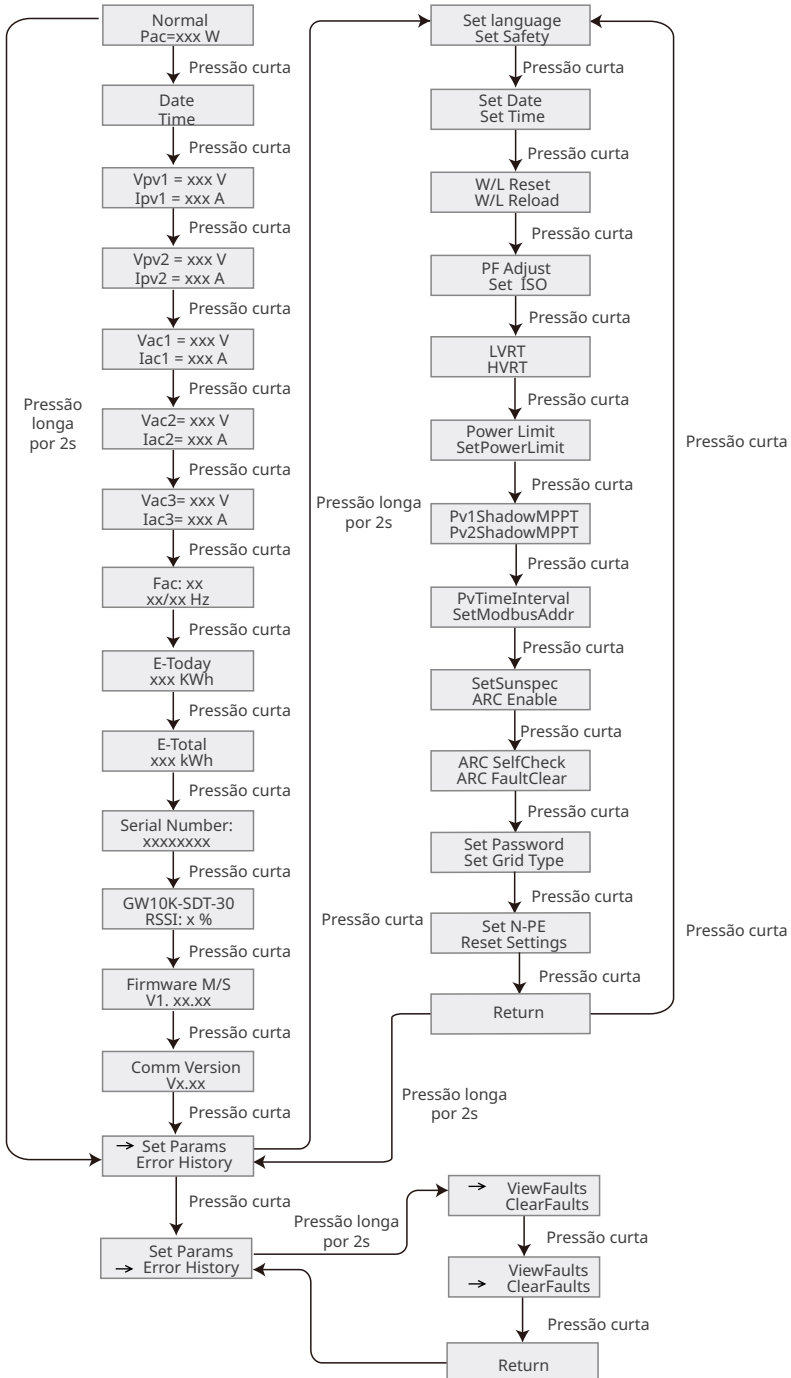 Normal
Pac=xxx W
Pressão curta
Date
Time
Pressão curta
Vpv1 = xxx V
Ipv1 = xxx A
Pressão curta
Vpv2 = xxx V
Ipv2 = xxx A
Pressão curta
Vac1 = xxx V
Iac1 = xxx A
Pressão curta
Vac2= xxx V
Iac2= xxx A
Pressão curta
Vac3= xxx V
Iac3= xxx A
Pressão curta
Fac: xx
xx/xx Hz
Pressão curta
E-Today
xxx KWh
Pressão curta
E-Total
xxx kWh
Pressão curta
Serial Number:
xxxxxxxx
Pressão curta
GW10K-SDT-30
RSSI: x %
Pressão curta
Firmware M/S
V1. xx.xx
Pressão curta
Comm Version
Vx.xx
Pressão curta
→ Set Params
Error History
Pressão curta
Set Params
→ Error History
Pressão
longa
por 2s
Pressão longa
por 2s
Pressão curta
Set language
Set Safety
Pressão curta
Set Date
Set Time
Pressão curta
W/L Reset
W/L Reload
Pressão curta
PF Adjust
Set ISO
Pressão curta
LVRT
HVRT
Pressão curta
Power Limit
SetPowerLimit
Pressão curta
Pv1ShadowMPPT
Pv2ShadowMPPT
Pressão curta
PvTimeInterval
SetModbusAddr
Pressão curta
SetSunspec
ARC Enable
Pressão curta
ARC SelfCheck
ARC FaultClear
Pressão curta
Set Password
Set Grid Type
Pressão curta
Set N-PE
Reset Settings
Pressão curta
Return
Pressão curta
Pressão curta
Pressão longa
por 2s
Pressão longa
por 2s
→ ViewFaults
ClearFaults
Pressão curta
ViewFaults
→ ClearFaults
Pressão curta
Return